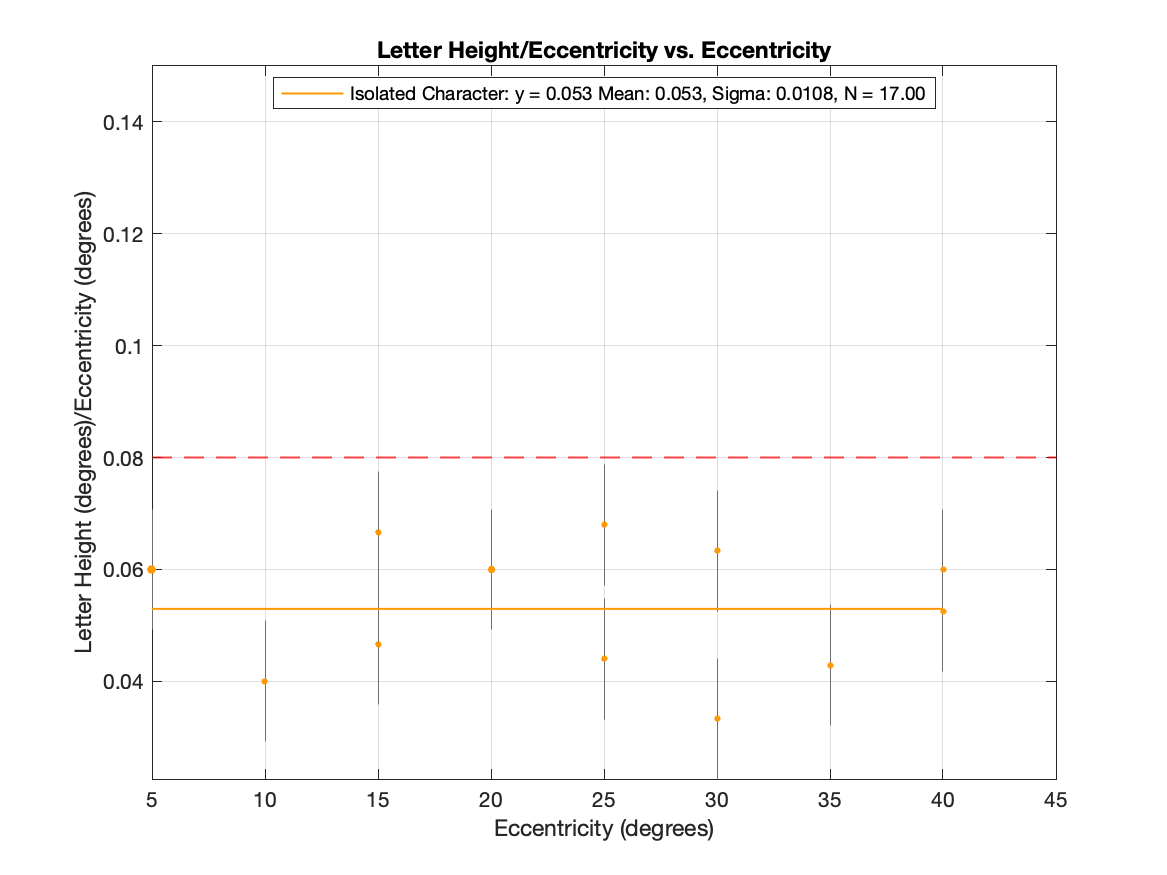 Letter Height/Eccentricity vs. Eccentricity
Isolated Character: y = 0.053 Mean: 0.053, Sigma: 0.0108, N = 17.00
0.14
0.12
0.1
0.08
0.06
0.04
Letter Height (degrees)/Eccentricity (degrees)
5 10 15 20 25 30 35 40 45
Eccentricity (degrees)